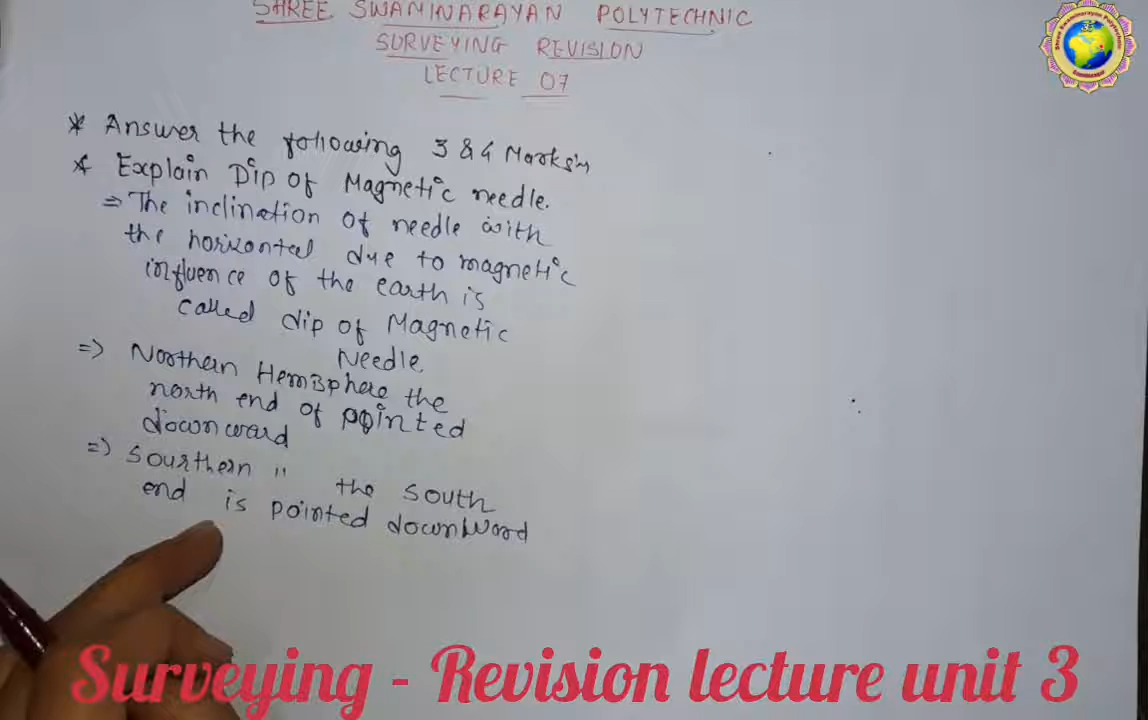 SHREE SWAMINARAYAN POLYTECHNIC
SURVEYING REVISION
LECTURE 07
* Answer the following 3 & 4 Marks
* Explain Dip of Magnetic needle.
⇒ The inclination of needle with
the horizontal due to magnetic
influence of the earth is
called dip of Magnetic
Needle.
⇒ Northern Hemisphere the
north end of pointed
downward
⇒ Sourthern " the south
end is pointed downward
Shree Swaminarayan Polytechnic
Surveying - Revision lecture unit 3